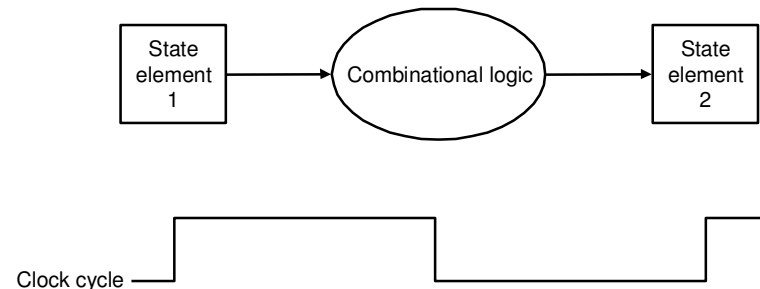 State
element
1
Combinational logic
State
element
2
Clock cycle